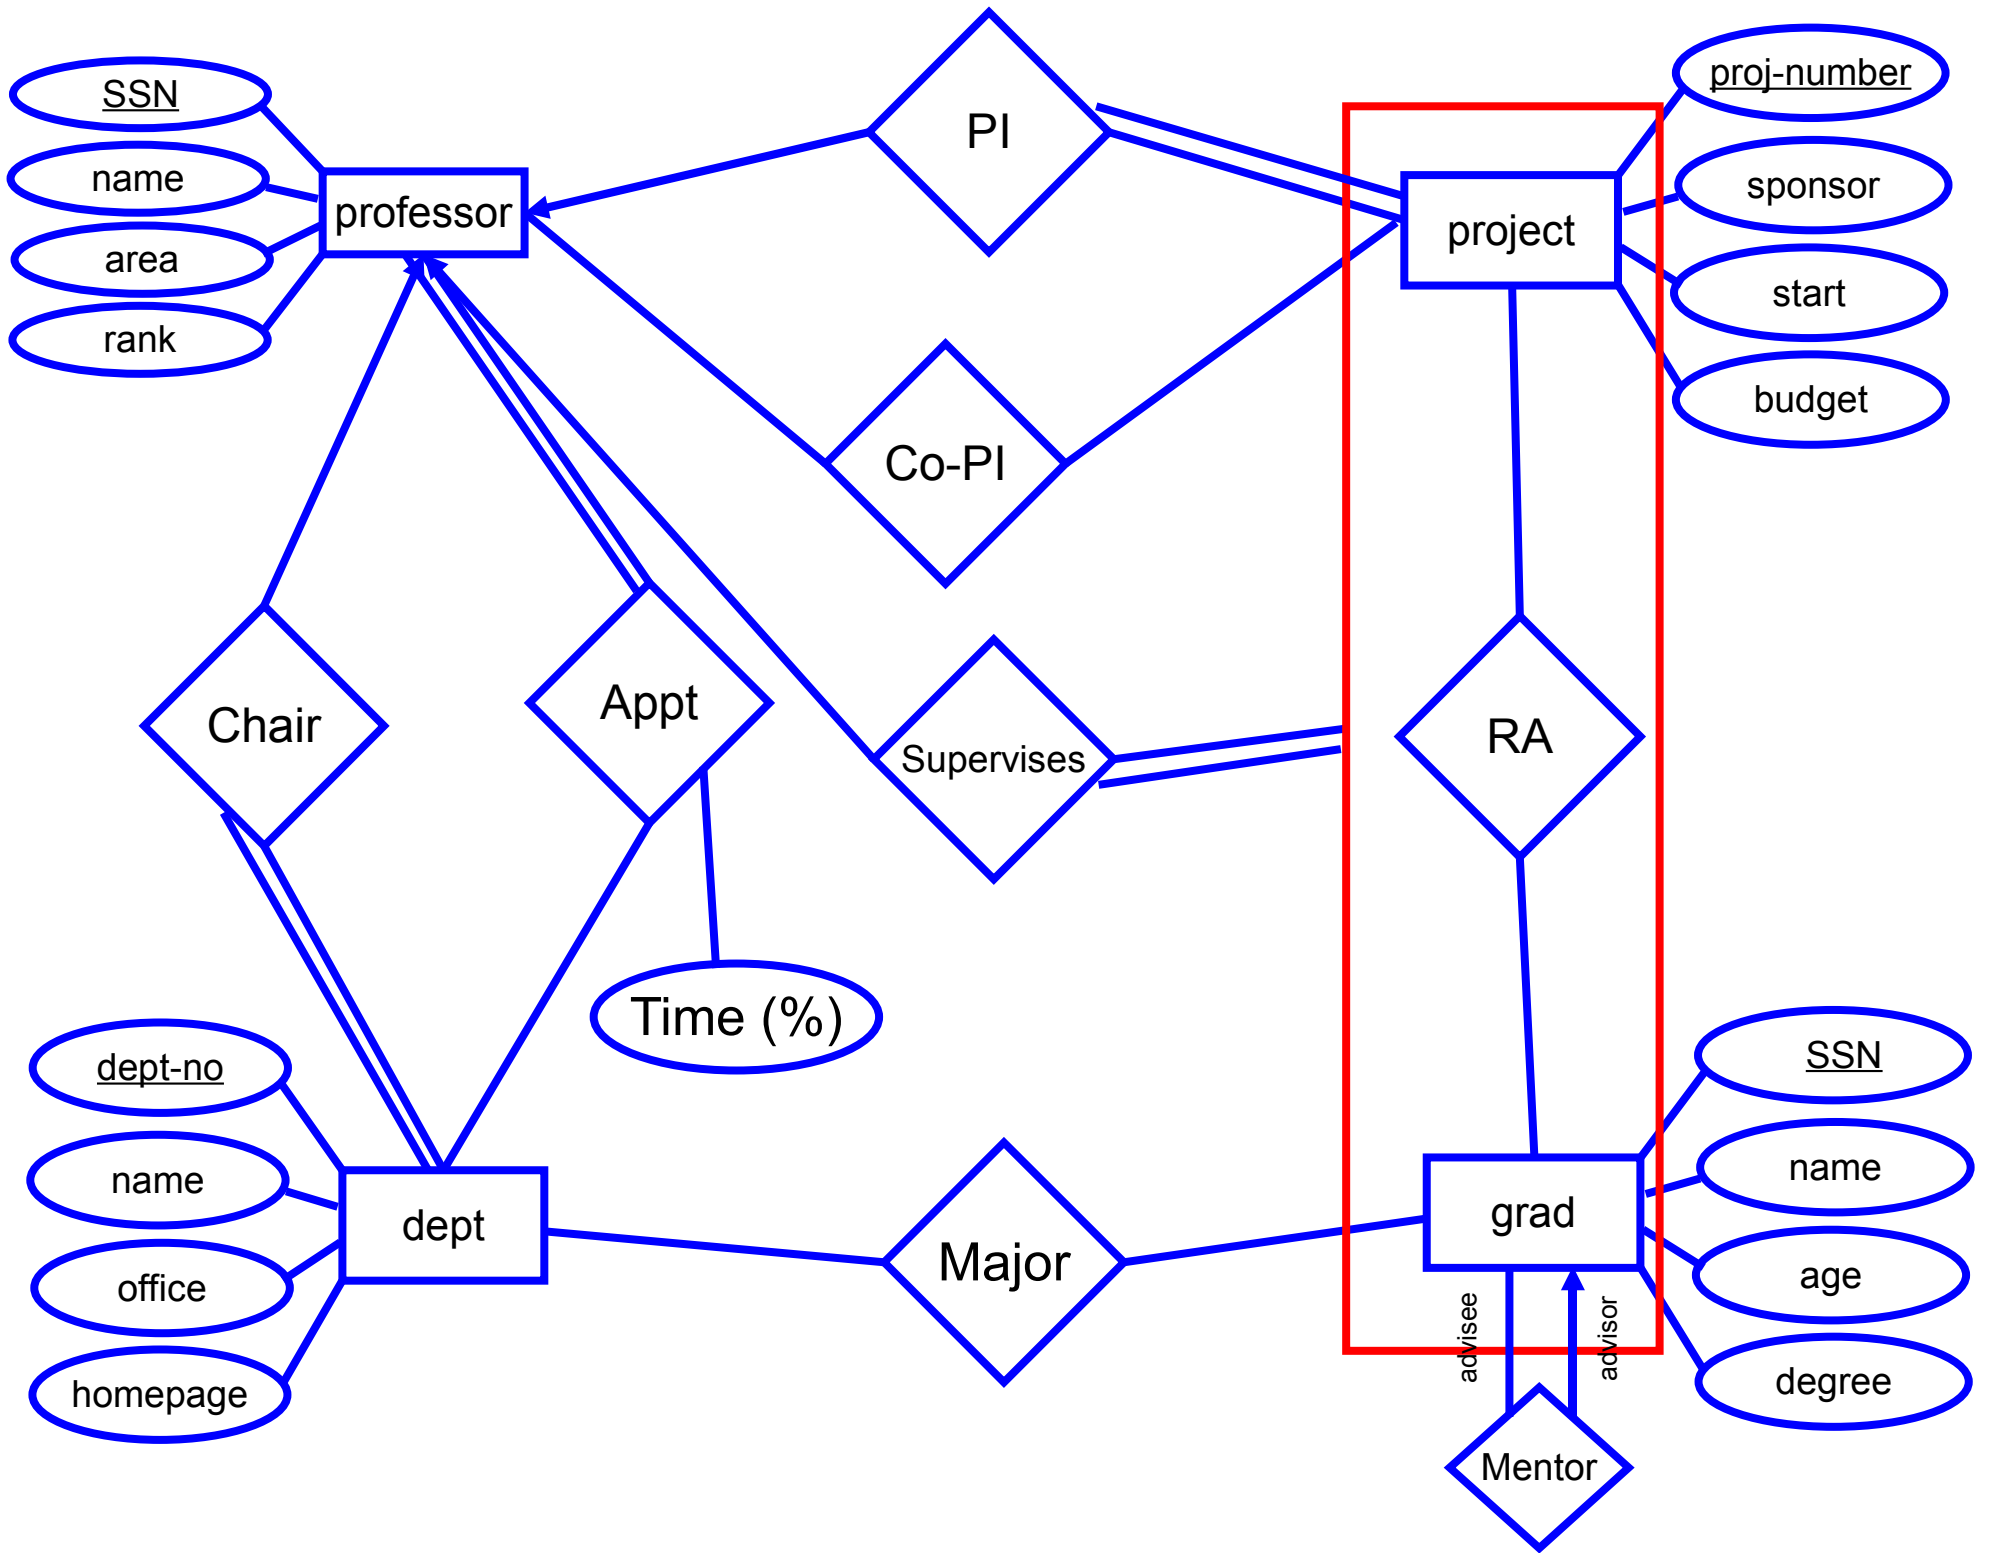 SSN
name
area
rank
professor
PI
Co-PI
project
proj-number
sponsor
start
budget
Chair
Appt
Time (%)
Supervises
RA
dept-no
name
office
homepage
dept
Major
grad
SSN
name
age
degree
advisee
advisor
Mentor